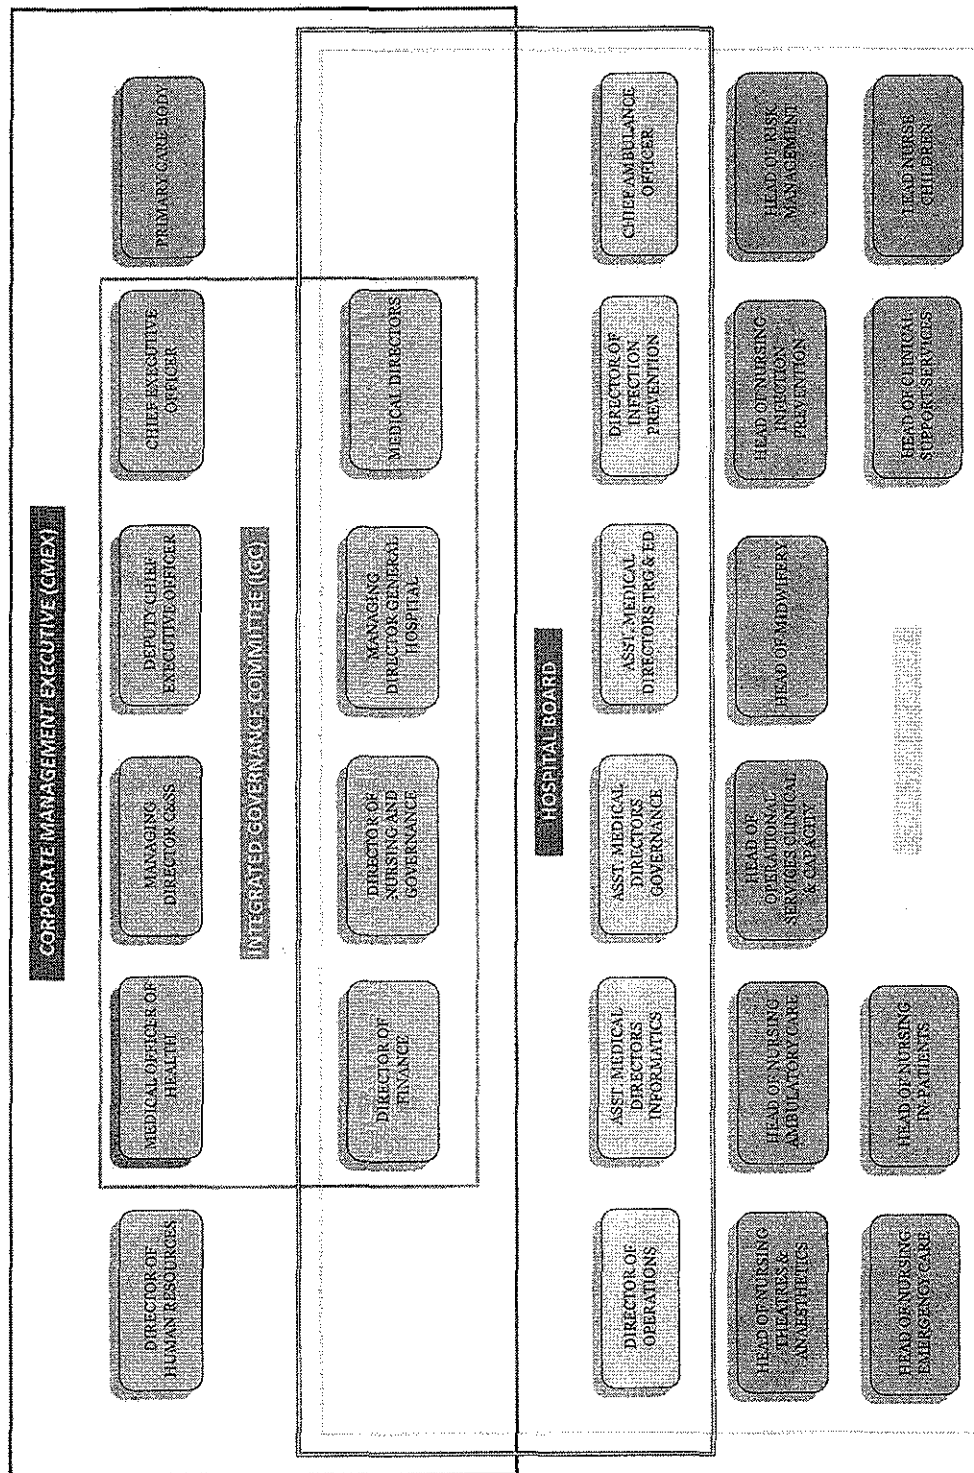 CORPORATE MANAGEMENT EXECUTIVE (CMEX)
DIRECTOR OF
HUMAN RESOURCES
MEDICAL OFFICER OF
HEALTH
MANAGING
DIRECTOR C&SS
DEPUTY CHIEF
EXECUTIVE OFFICER
CHIEF EXECUTIVE
OFFICER
PRIMARY CARE BODY
INTEGRATED GOVERNANCE COMMITTEE (IGC)
DIRECTOR OF
FINANCE
DIRECTOR OF
NURSING AND
GOVERNANCE
MANAGING
DIRECTOR GENERAL
HOSPITAL
MEDICAL DIRECTORS
HOSPITAL BOARD
DIRECTOR OF
OPERATIONS
ASST. MEDICAL
DIRECTORS
INFORMATICS
ASST. MEDICAL
DIRECTORS
GOVERNANCE
ASST. MEDICAL
DIRECTORS TRG & ED
DIRECTOR OF
INFECTION
PREVENTION
CHIEF AMBULANCE
OFFICER
HEAD OF NURSING
THEATRES &
ANAESTHETICS
HEAD OF NURSING
AMBULATORY CARE
HEAD OF
OPERATIONAL
SERVICES CLINICAL
& CAPACITY
HEAD OF MIDWIFERY
HEAD OF NURSING
INFECTION
PREVENTION
HEAD OF RISK
MANAGEMENT
HEAD OF NURSING
EMERGENCY CARE
HEAD OF NURSING
IN-PATIENTS
HEAD OF CLINICAL
SUPPORT SERVICES
LEAD NURSE
CHILDREN